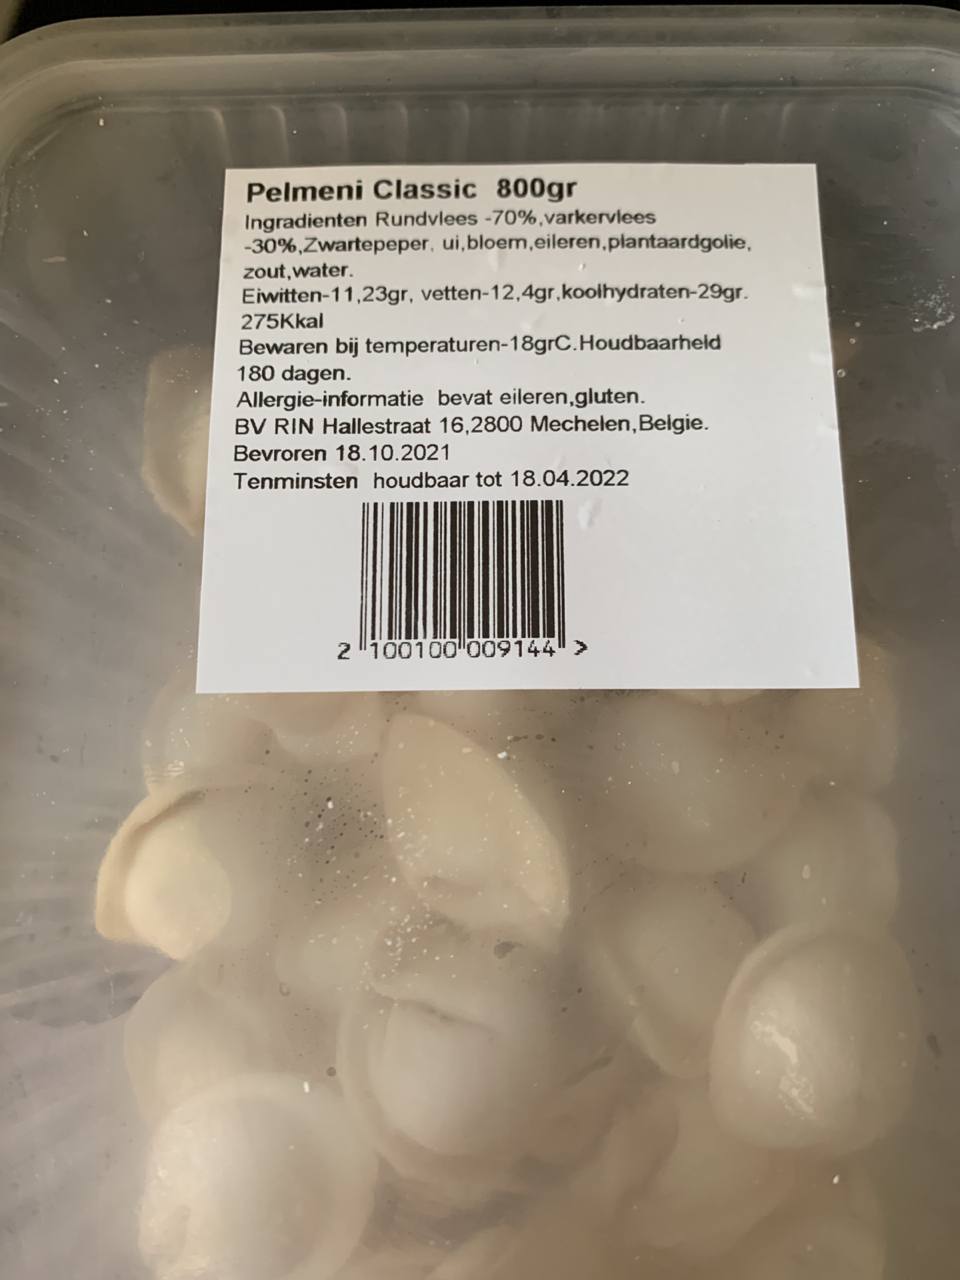 Pelmeni Classic 800gr
Ingradienten Rundvlees -70%,varkervlees
-30%,Zwartepeper, ui,bloem,eileren,plantaardgolie,
zout,water.
Eiwitten-11,23gr, vetten-12,4gr,koolhydraten-29gr.
275Kkal
Bewaren bij temperaturen-18grC.Houdbaarheld
180 dagen.
Allergie-informatie bevat eileren,gluten.
BV RIN Hallestraat 16,2800 Mechelen,Belgie.
Bevroren 18.10.2021
Tenminsten houdbaar tot 18.04.2022
2 100100 009144 >